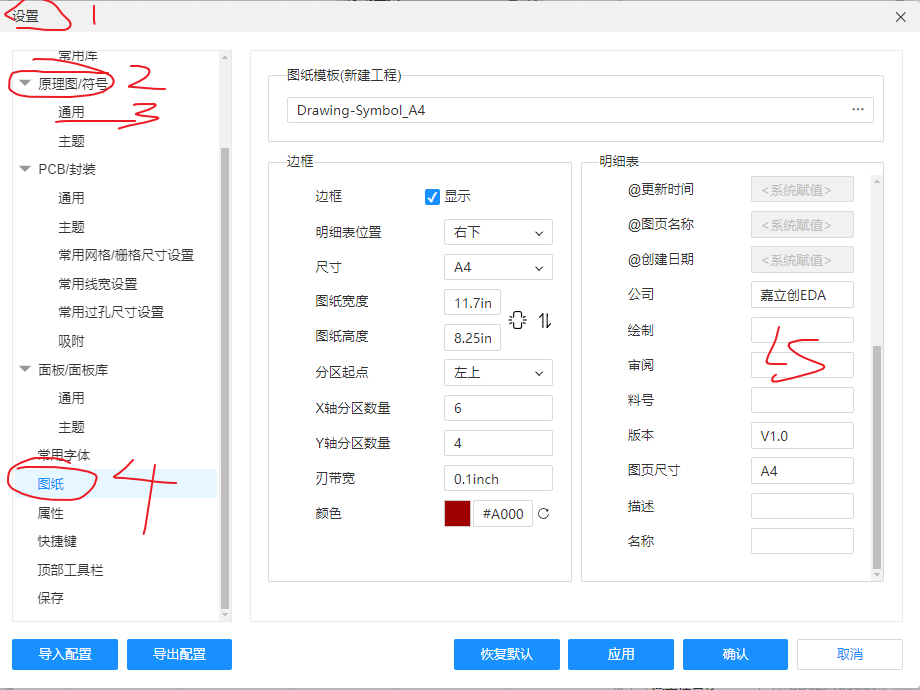 设置 1
常用库
原理图/符号 2
通用 3
主题
PCB/封装
通用
主题
常用网格/栅格尺寸设置
常用线宽设置
常用过孔尺寸设置
吸附
面板/面板库
通用
主题
常用字体
图纸 4
属性
快捷键
顶部工具栏
保存
图纸模板(新建工程)
Drawing-Symbol_A4 ...
边框
边框 显示
明细表位置 右下
尺寸 A4
图纸宽度 11.7in
图纸高度 8.25in
分区起点 左上
X轴分区数量 6
Y轴分区数量 4
刃带宽 0.1inch
颜色 #A000
明细表
@更新时间 <系统赋值>
@图页名称 <系统赋值>
@创建日期 <系统赋值>
公司 嘉立创EDA
绘制
审阅 5
料号
版本 V1.0
图页尺寸 A4
描述
名称
导入配置 导出配置 恢复默认 应用 确认 取消